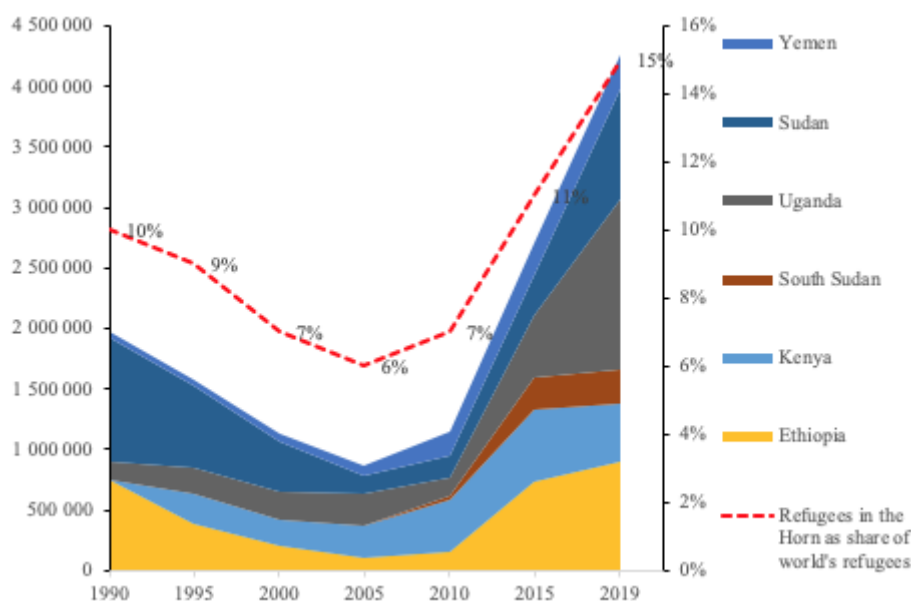 4 500 000
4 000 000
3 500 000
3 000 000
2 500 000
2 000 000
1 500 000
1 000 000
500 000
0
1990 1995 2000 2005 2010 2015 2019
10%
9%
7%
6%
7%
11%
15%
16%
14%
12%
10%
8%
6%
4%
2%
0%
Yemen
Sudan
Uganda
South Sudan
Kenya
Ethiopia
Refugees in the
Horn as share of
world's refugees